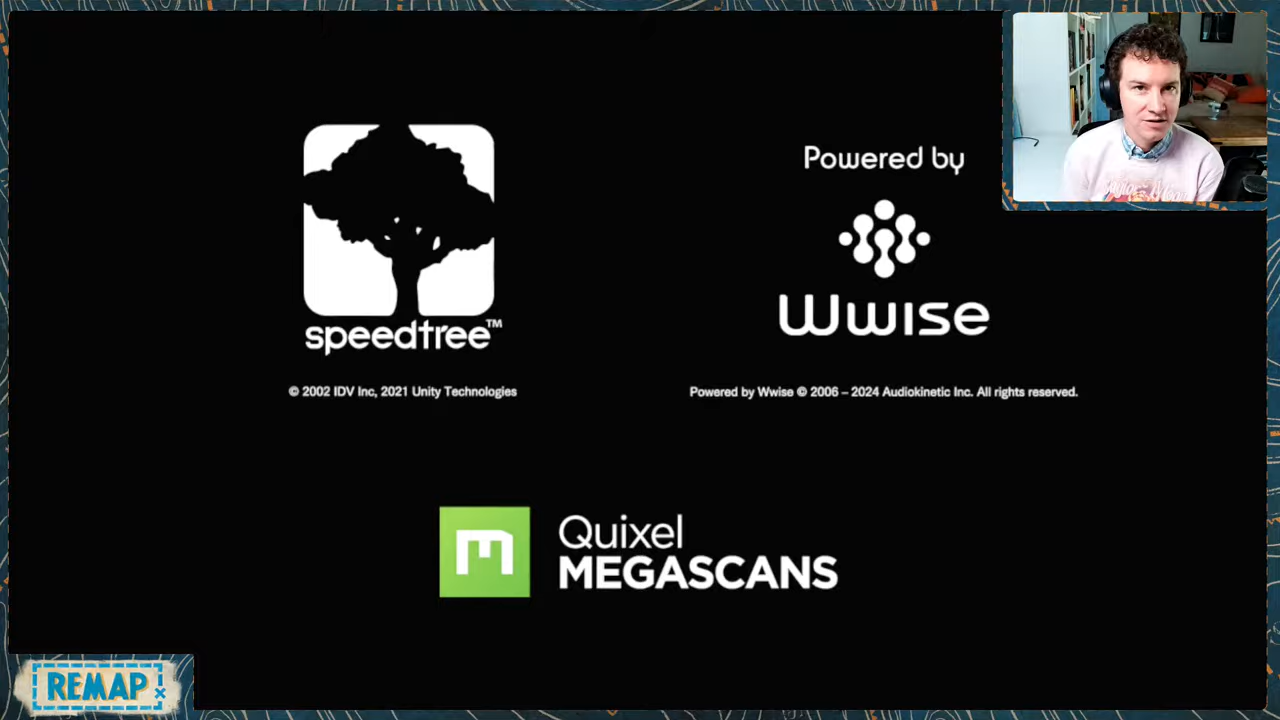 speedtree™
© 2002 IDV Inc, 2021 Unity Technologies
Powered by
Wwise
Powered by Wwise © 2006 – 2024 Audiokinetic Inc. All rights reserved.
m Quixel
MEGASCANS
REMAP